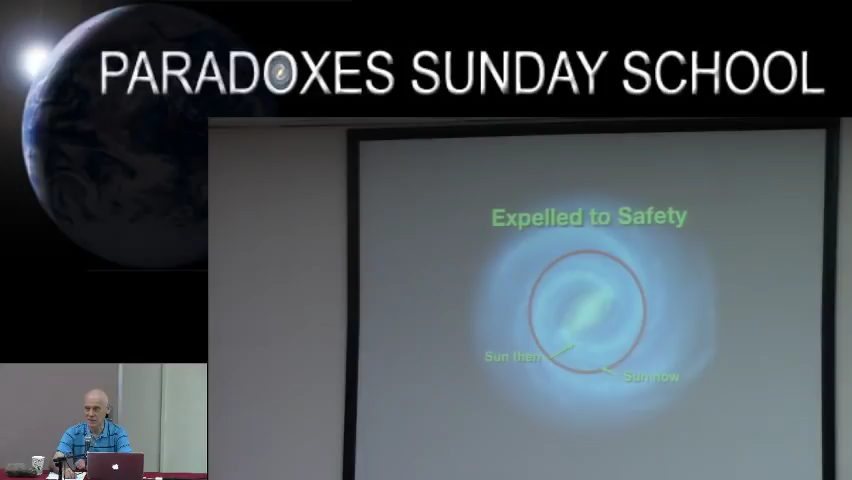 PARADOXES SUNDAY SCHOOL
Expelled to Safety
Sun then
Sun now